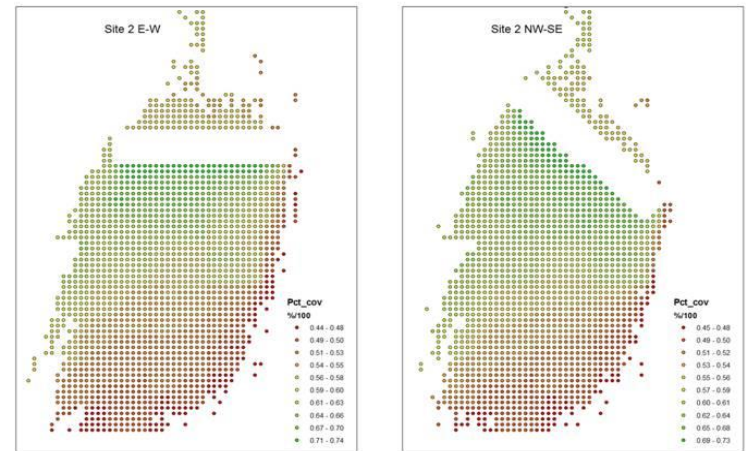 Site 2 E-W
Pct_cov
%/100
0.44 - 0.48
0.49 - 0.50
0.51 - 0.53
0.54 - 0.55
0.56 - 0.58
0.59 - 0.60
0.61 - 0.63
0.64 - 0.66
0.67 - 0.70
0.71 - 0.74
Site 2 NW-SE
Pct_cov
%/100
0.45 - 0.48
0.49 - 0.50
0.51 - 0.52
0.53 - 0.54
0.55 - 0.56
0.57 - 0.59
0.60 - 0.61
0.62 - 0.64
0.65 - 0.68
0.69 - 0.73